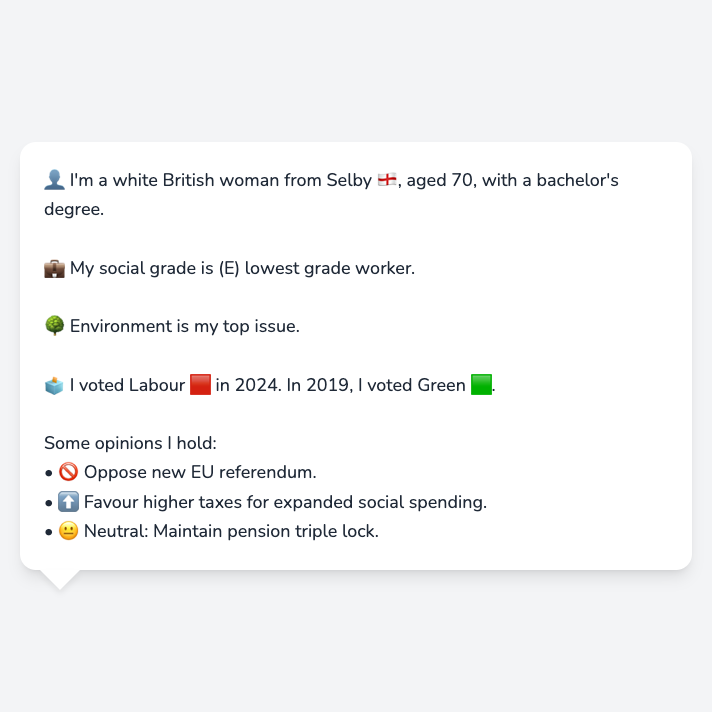 👤 I'm a white British woman from Selby 🏴󠁧󠁢󠁥󠁮󠁧󠁿, aged 70, with a bachelor's
degree.
💼 My social grade is (E) lowest grade worker.
🌳 Environment is my top issue.
🗳️ I voted Labour 🟥 in 2024. In 2019, I voted Green 🟩.
Some opinions I hold:
• 🚫 Oppose new EU referendum.
• ⬆️ Favour higher taxes for expanded social spending.
• 😐 Neutral: Maintain pension triple lock.